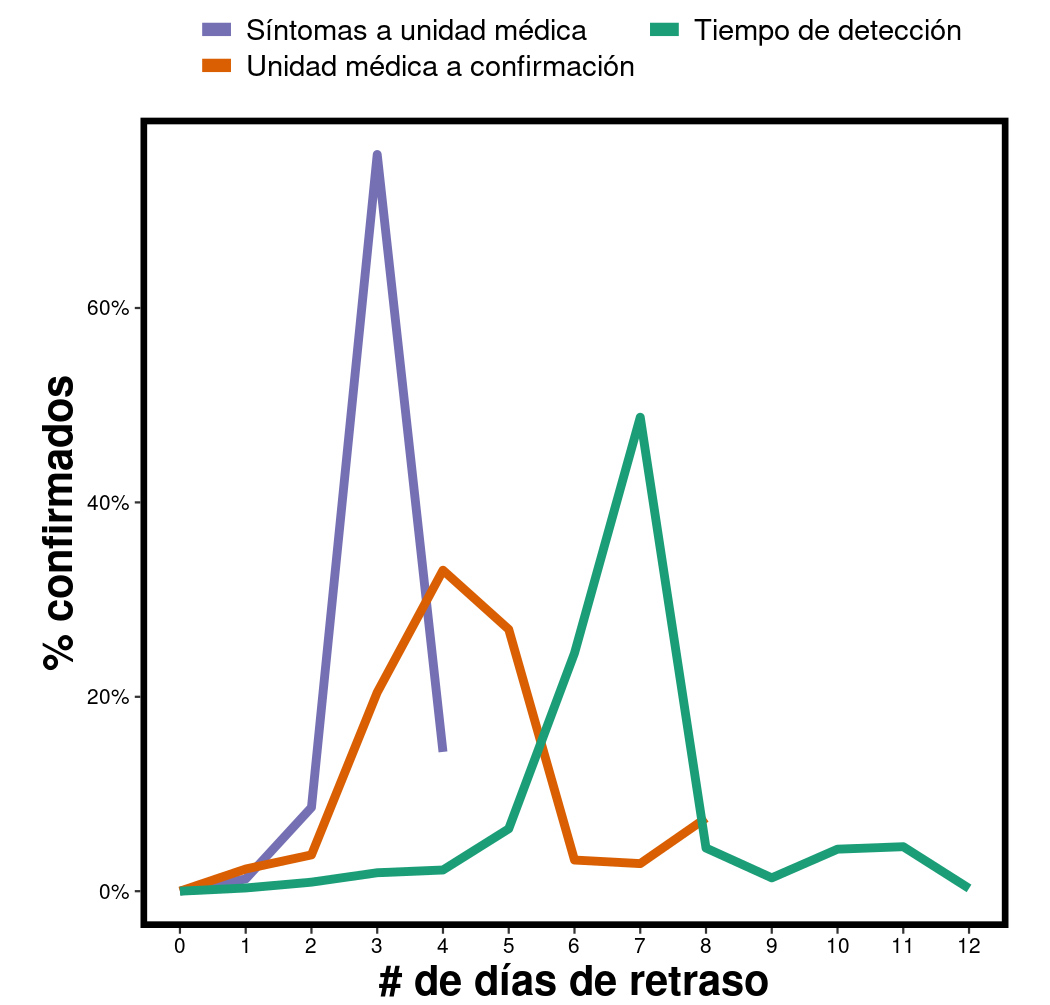 Síntomas a unidad médica
Tiempo de detección
Unidad médica a confirmación
60%
40%
20%
0%
% confirmados
0 1 2 3 4 5 6 7 8 9 10 11 12
# de días de retraso